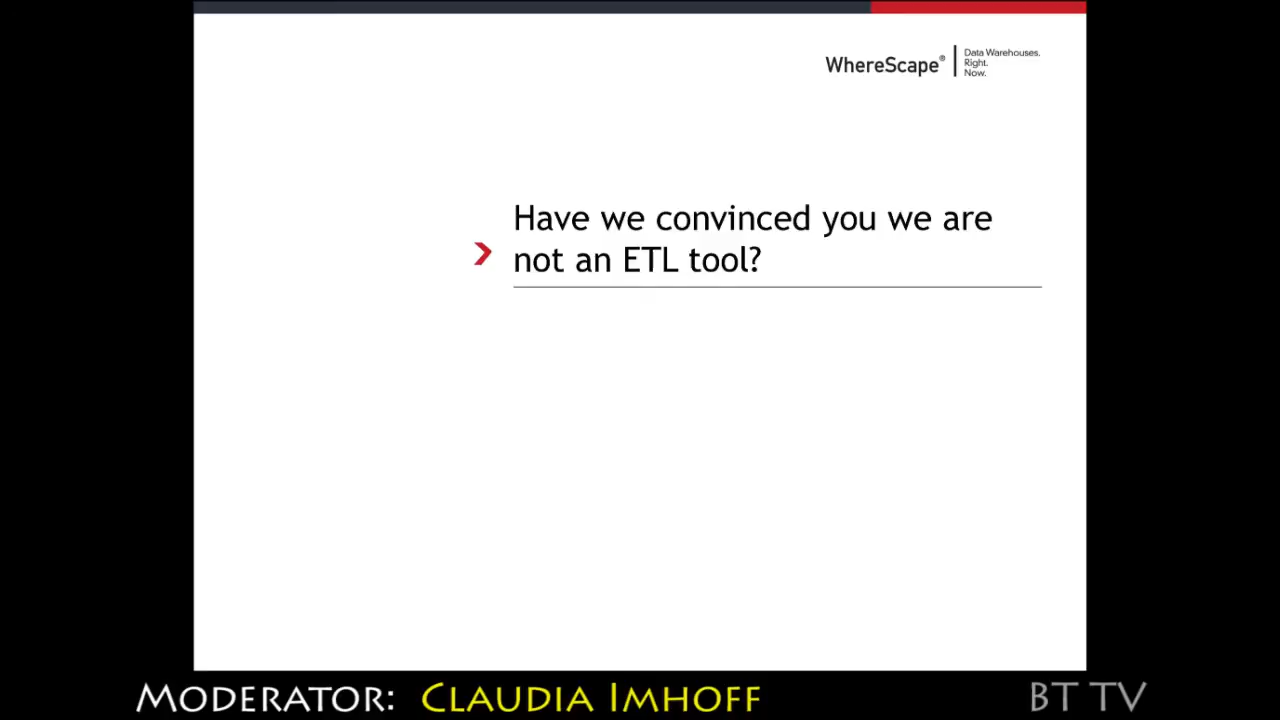 WhereScape®
Data Warehouses.
Right.
Now.
Have we convinced you we are
not an ETL tool?
Moderator: Claudia Imhoff
BT TV